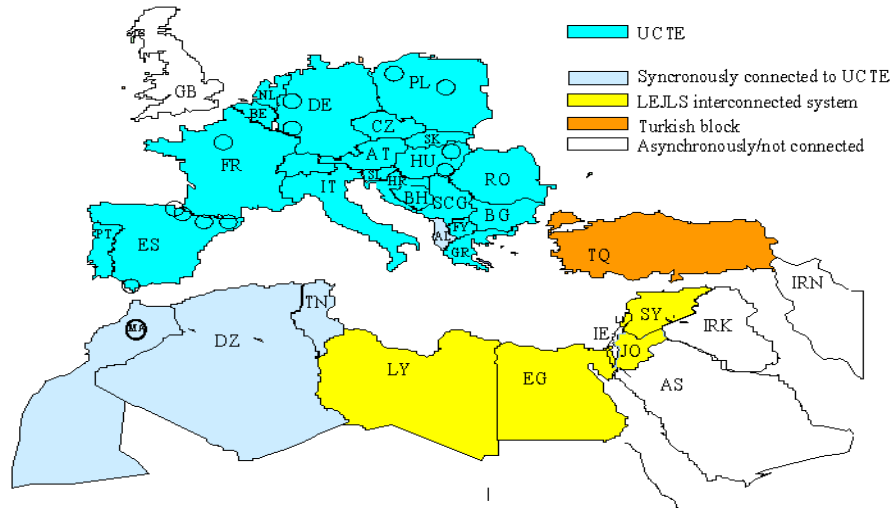 UCTE
Syncronously connected to UCTE
LEJLS interconnected system
Turkish block
Asynchronously/not connected
GB
NL
BE
DE
PL
CZ
SK
FR
AT
HU
SL
HR
RO
IT
BH
SCG
BG
PT
ES
AL
FY
GR
TQ
IRN
MA
DZ
TN
LY
EG
IE
SY
JO
IRK
AS